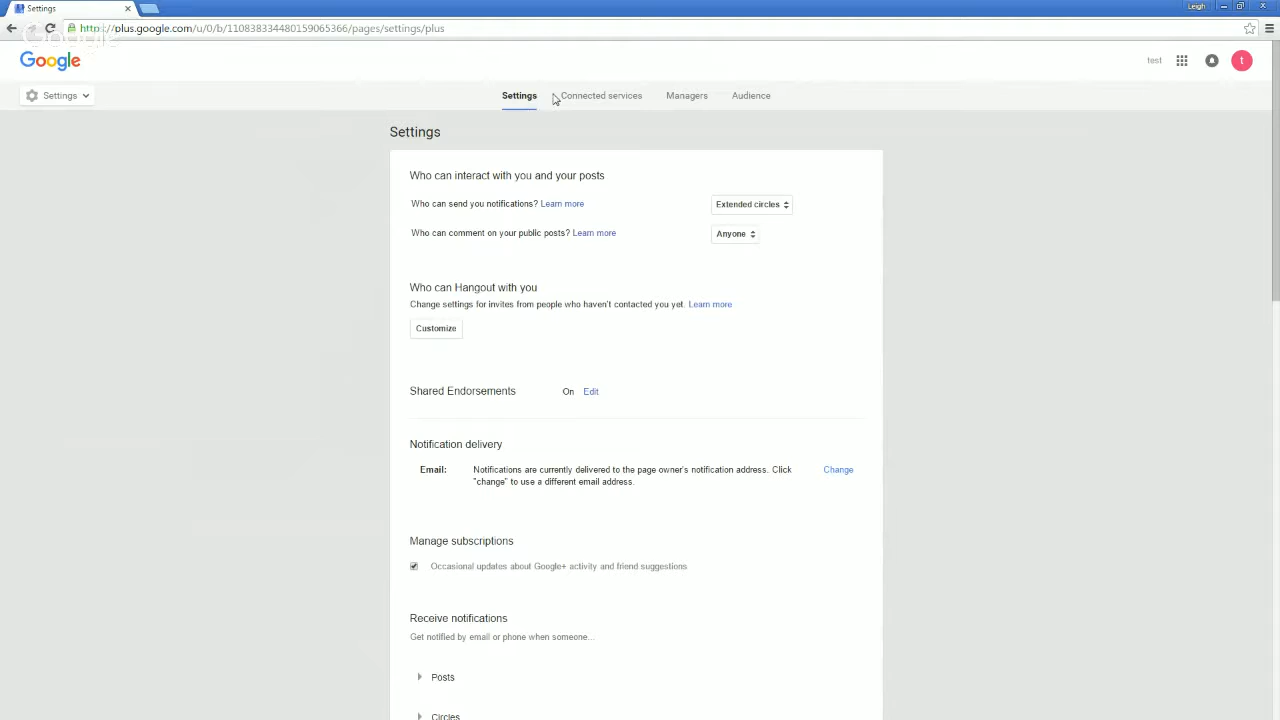 Settings
Leigh
https://plus.google.com/u/0/b/110838334480159065366/pages/settings/plus
Google
test
t
Settings
Settings
Connected services
Managers
Audience
Settings
Who can interact with you and your posts
Who can send you notifications? Learn more
Extended circles
Who can comment on your public posts? Learn more
Anyone
Who can Hangout with you
Change settings for invites from people who haven't contacted you yet. Learn more
Customize
Shared Endorsements
On Edit
Notification delivery
Email:
Notifications are currently delivered to the page owner's notification address. Click
"change" to use a different email address.
Change
Manage subscriptions
Occasional updates about Google+ activity and friend suggestions
Receive notifications
Get notified by email or phone when someone...
Posts
Circles